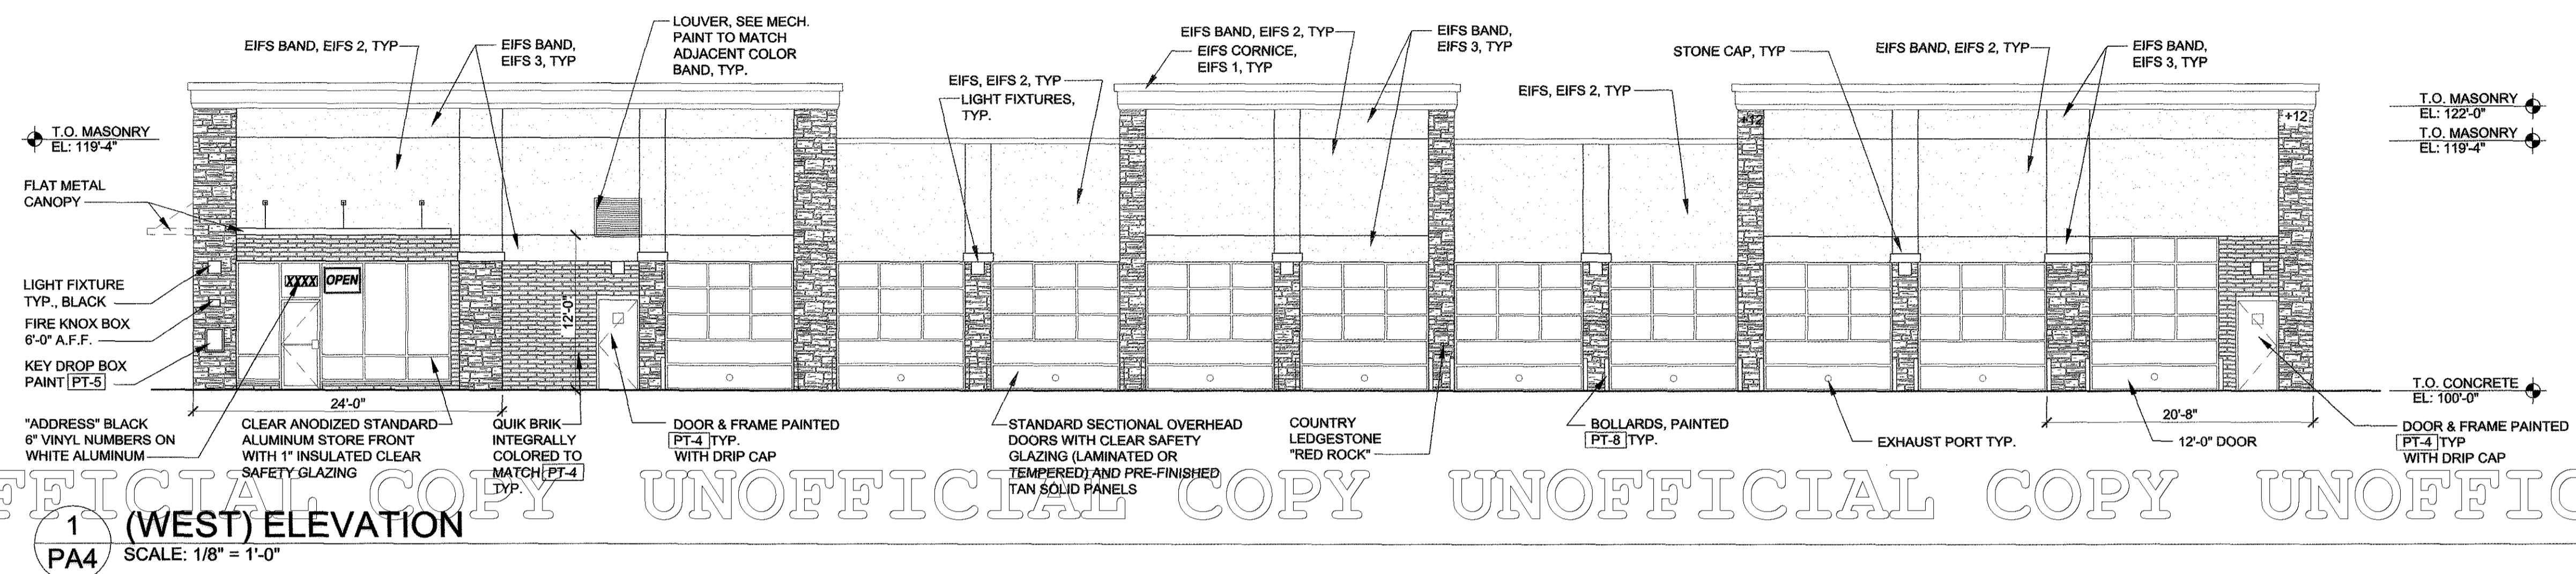 EIFS BAND, EIFS 2, TYP
EIFS BAND,
EIFS 3, TYP
LOUVER, SEE MECH.
PAINT TO MATCH
ADJACENT COLOR
BAND, TYP.
EIFS, EIFS 2, TYP
LIGHT FIXTURES,
TYP.
EIFS BAND, EIFS 2, TYP
EIFS CORNICE,
EIFS 1, TYP
EIFS BAND,
EIFS 3, TYP
EIFS, EIFS 2, TYP
STONE CAP, TYP
EIFS BAND, EIFS 2, TYP
EIFS BAND,
EIFS 3, TYP
T.O. MASONRY
EL: 122'-0"
T.O. MASONRY
EL: 119'-4"
T.O. MASONRY
EL: 119'-4"
+12
+12
FLAT METAL
CANOPY
LIGHT FIXTURE
TYP., BLACK
FIRE KNOX BOX
6'-0" A.F.F.
KEY DROP BOX
PAINT PT-5
XXXX
OPEN
12'-0"
24'-0"
20'-8"
T.O. CONCRETE
EL: 100'-0"
"ADDRESS" BLACK
6" VINYL NUMBERS ON
WHITE ALUMINUM
CLEAR ANODIZED STANDARD
ALUMINUM STORE FRONT
WITH 1" INSULATED CLEAR
SAFETY GLAZING
QUIK BRIK
INTEGRALLY
COLORED TO
MATCH PT-4
TYP.
DOOR & FRAME PAINTED
PT-4 TYP.
WITH DRIP CAP
STANDARD SECTIONAL OVERHEAD
DOORS WITH CLEAR SAFETY
GLAZING (LAMINATED OR
TEMPERED) AND PRE-FINISHED
TAN SOLID PANELS
COUNTRY
LEDGESTONE
"RED ROCK"
BOLLARDS, PAINTED
PT-8 TYP.
EXHAUST PORT TYP.
12'-0" DOOR
DOOR & FRAME PAINTED
PT-4 TYP
WITH DRIP CAP
FFICIAL COPY UNOFFICIAL COPY UNOFFICIAL COPY UNOFFIC
1
PA4
(WEST) ELEVATION
SCALE: 1/8" = 1'-0"